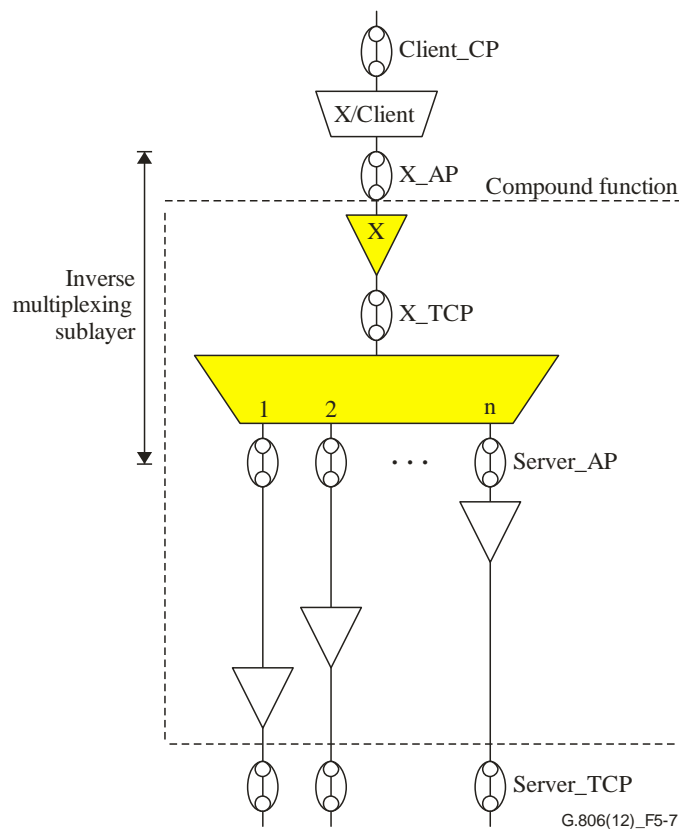 Client_CP
X/Client
X_AP
Compound function
X
Inverse
multiplexing
sublayer
X_TCP
1 2 n
...
Server_AP
Server_TCP
G.806(12)_F5-7